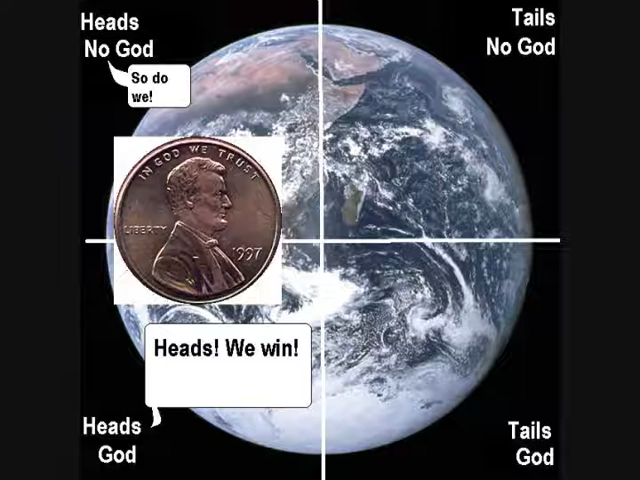 Heads
No God
Tails
No God
So do
we!
IN GOD WE TRUST
LIBERTY
1997
Heads! We win!
Heads
God
Tails
God